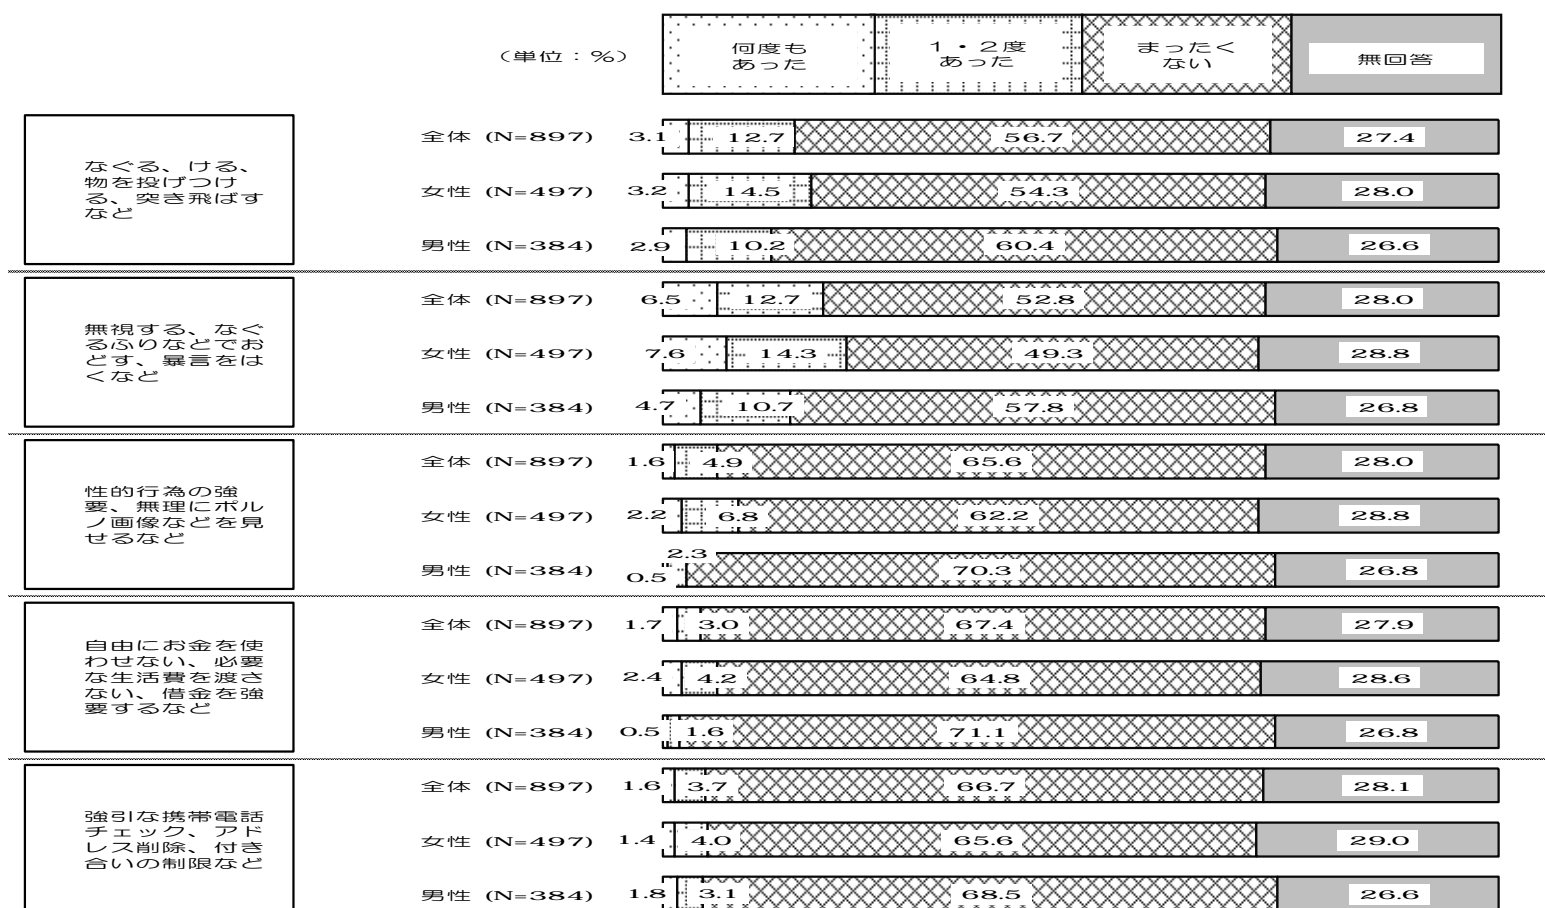 （単位：%）
何度も
あった
１・２度
あった
まったく
ない
無回答
なぐる、ける、
物を投げつけ
る、突き飛ばす
など
全体 (N=897) 3.1 12.7 56.7 27.4
女性 (N=497) 3.2 14.5 54.3 28.0
男性 (N=384) 2.9 10.2 60.4 26.6
無視する、なぐ
るふりなどでお
どす、暴言をは
くなど
全体 (N=897) 6.5 12.7 52.8 28.0
女性 (N=497) 7.6 14.3 49.3 28.8
男性 (N=384) 4.7 10.7 57.8 26.8
性的行為の強
要、無理にポル
ノ画像などを見
せるなど
全体 (N=897) 1.6 4.9 65.6 28.0
女性 (N=497) 2.2 6.8 62.2 28.8
男性 (N=384) 0.5 2.3 70.3 26.8
自由にお金を使
わせない、必要
な生活費を渡さ
ない、借金を強
要するなど
全体 (N=897) 1.7 3.0 67.4 27.9
女性 (N=497) 2.4 4.2 64.8 28.6
男性 (N=384) 0.5 1.6 71.1 26.8
強引な携帯電話
チェック、アド
レス削除、付き
合いの制限など
全体 (N=897) 1.6 3.7 66.7 28.1
女性 (N=497) 1.4 4.0 65.6 29.0
男性 (N=384) 1.8 3.1 68.5 26.6